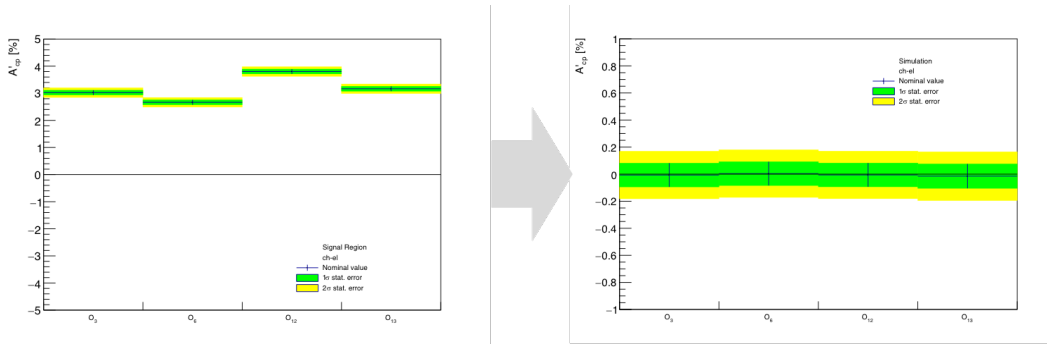 A'cp [%]
5
4
3
2
1
0
−1
−2
−3
−4
−5
Signal Region
ch-el
Nominal value
1σ stat. error
2σ stat. error
O3
O6
O12
O13
A'cp [%]
1
0.8
0.6
0.4
0.2
0
−0.2
−0.4
−0.6
−0.8
−1
Simulation
ch-el
Nominal value
1σ stat. error
2σ stat. error
O3
O6
O12
O13